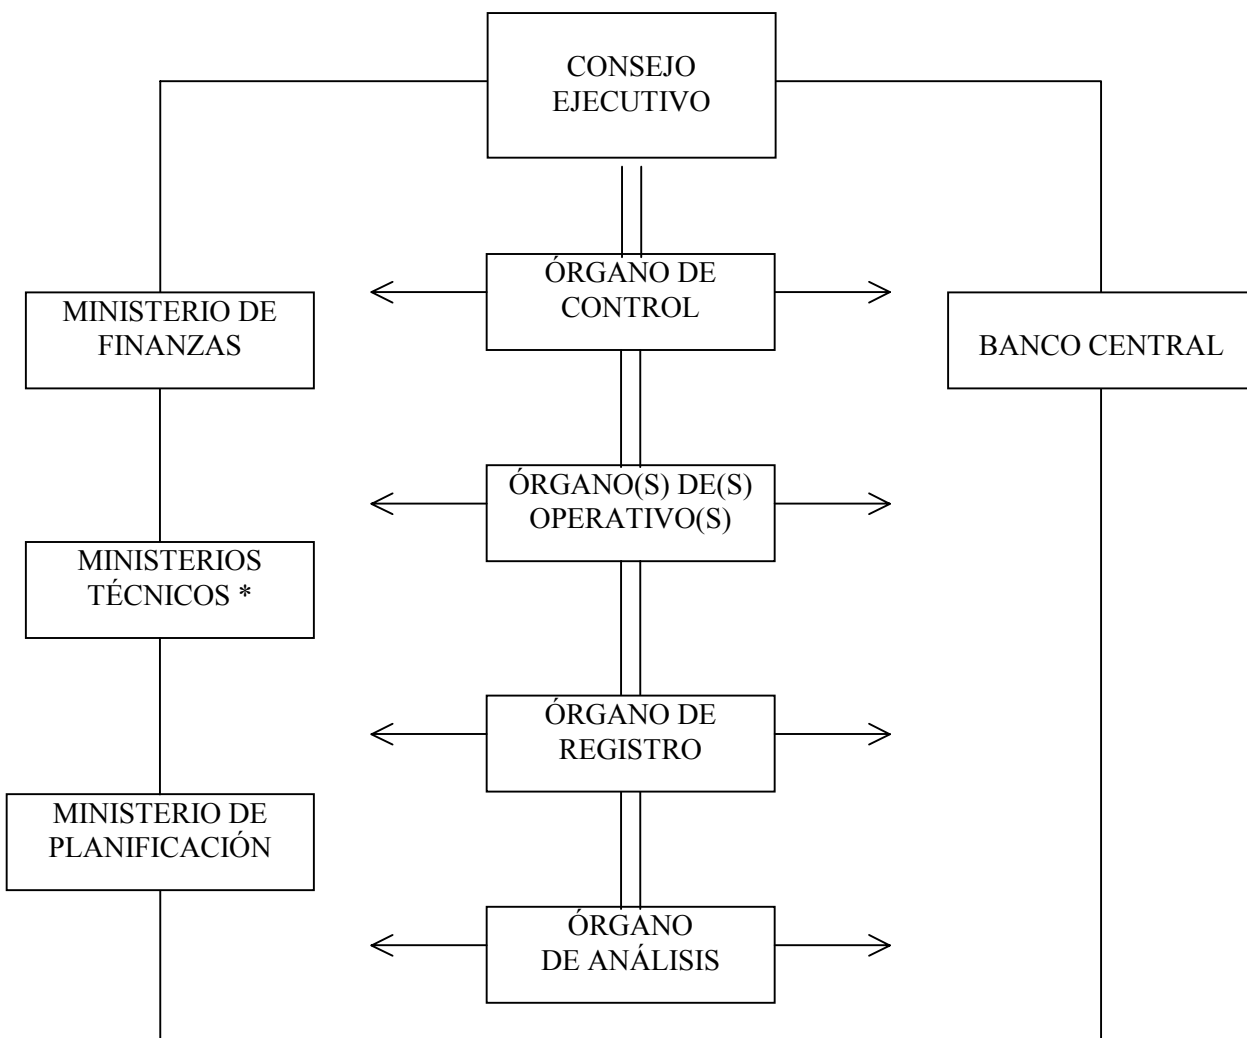 CONSEJO
EJECUTIVO
ÓRGANO DE
CONTROL
MINISTERIO DE
FINANZAS
BANCO CENTRAL
ÓRGANO(S) DE(S)
OPERATIVO(S)
MINISTERIOS
TÉCNICOS *
ÓRGANO DE
REGISTRO
MINISTERIO DE
PLANIFICACIÓN
ÓRGANO
DE ANÁLISIS